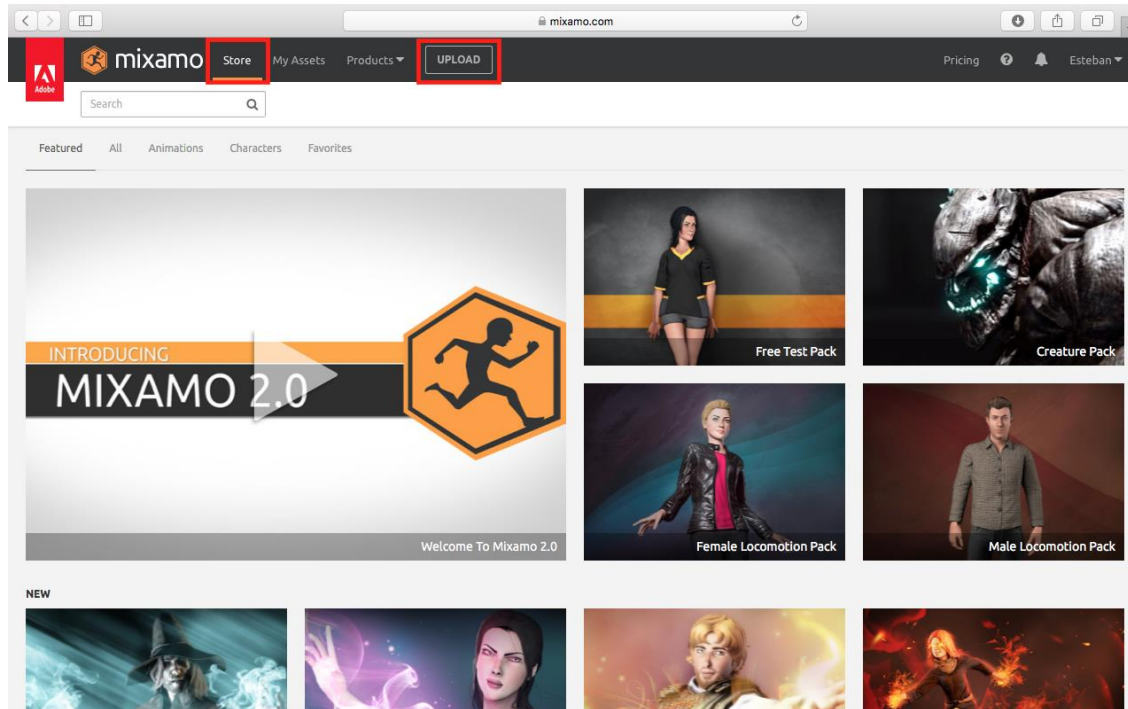 mixamo.com
Adobe
mixamo Store My Assets Products UPLOAD Pricing ? Esteban
Search
Featured All Animations Characters Favorites
INTRODUCING
MIXAMO 2.0
Welcome To Mixamo 2.0
Free Test Pack
Creature Pack
Female Locomotion Pack
Male Locomotion Pack
NEW